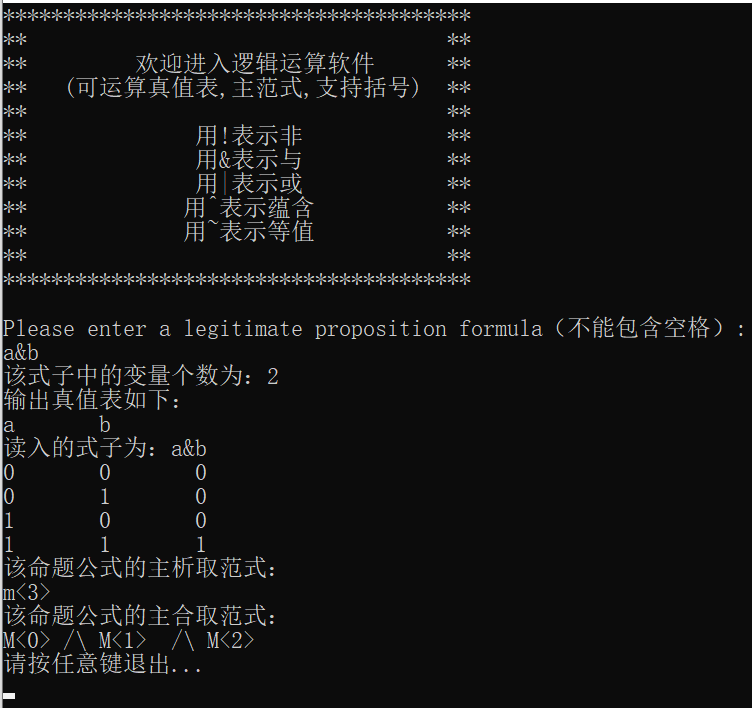 ***************************************
**                                   **
**         欢迎进入逻辑运算软件      **
**   (可运算真值表,主范式,支持括号)  **
**                                   **
**              用!表示非            **
**              用&表示与            **
**              用|表示或            **
**             用^表示蕴含           **
**             用~表示等值           **
**                                   **
***************************************
Please enter a legitimate proposition formula（不能包含空格）:
a&b
该式子中的变量个数为：2
输出真值表如下：
a       b
读入的式子为：a&b
0       0       0
0       1       0
1       0       0
1       1       1
该命题公式的主析取范式：
m<3>
该命题公式的主合取范式：
M<0> /\ M<1>  /\ M<2>
请按任意键退出...